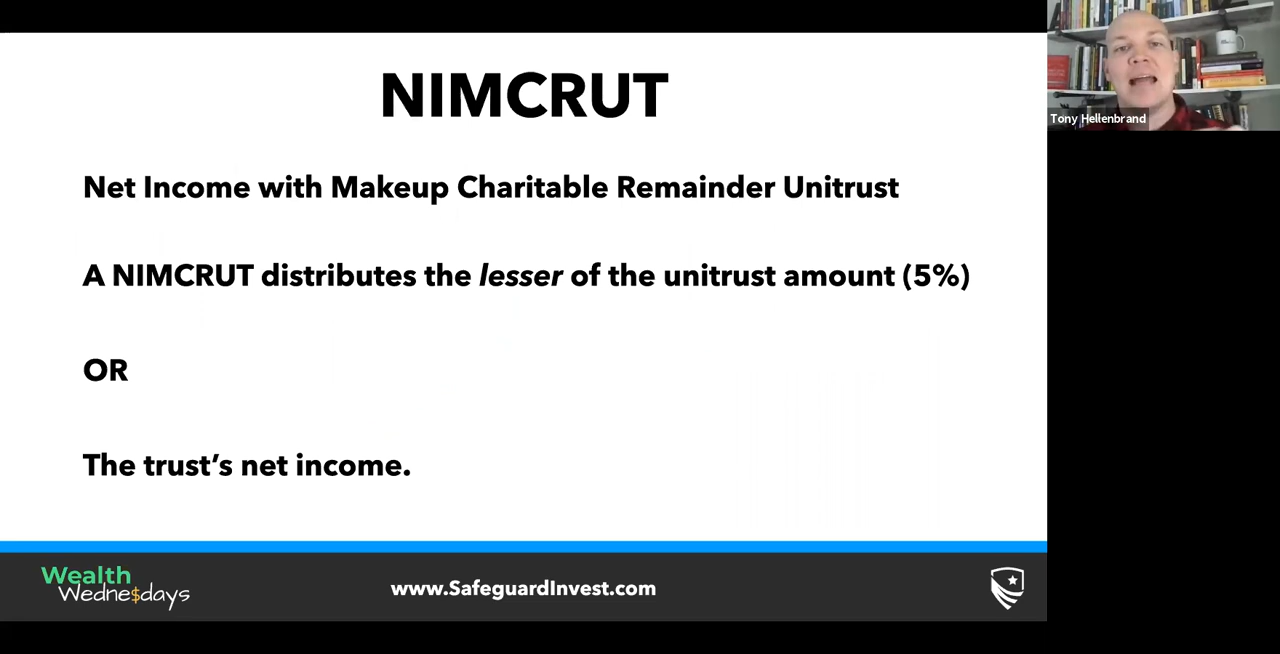 NIMCRUT
Tony Hellenbrand
Net Income with Makeup Charitable Remainder Unitrust
A NIMCRUT distributes the lesser of the unitrust amount (5%)
OR
The trust’s net income.
Wealth
Wedne$days
www.SafeguardInvest.com